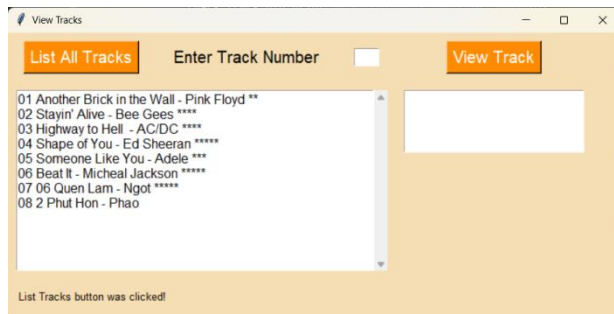 View Tracks
List All Tracks Enter Track Number View Track
01 Another Brick in the Wall - Pink Floyd **
02 Stayin' Alive - Bee Gees ****
03 Highway to Hell - AC/DC ****
04 Shape of You - Ed Sheeran *****
05 Someone Like You - Adele ***
06 Beat It - Micheal Jackson *****
07 06 Quen Lam - Ngot *****
08 2 Phut Hon - Phao
List Tracks button was clicked!